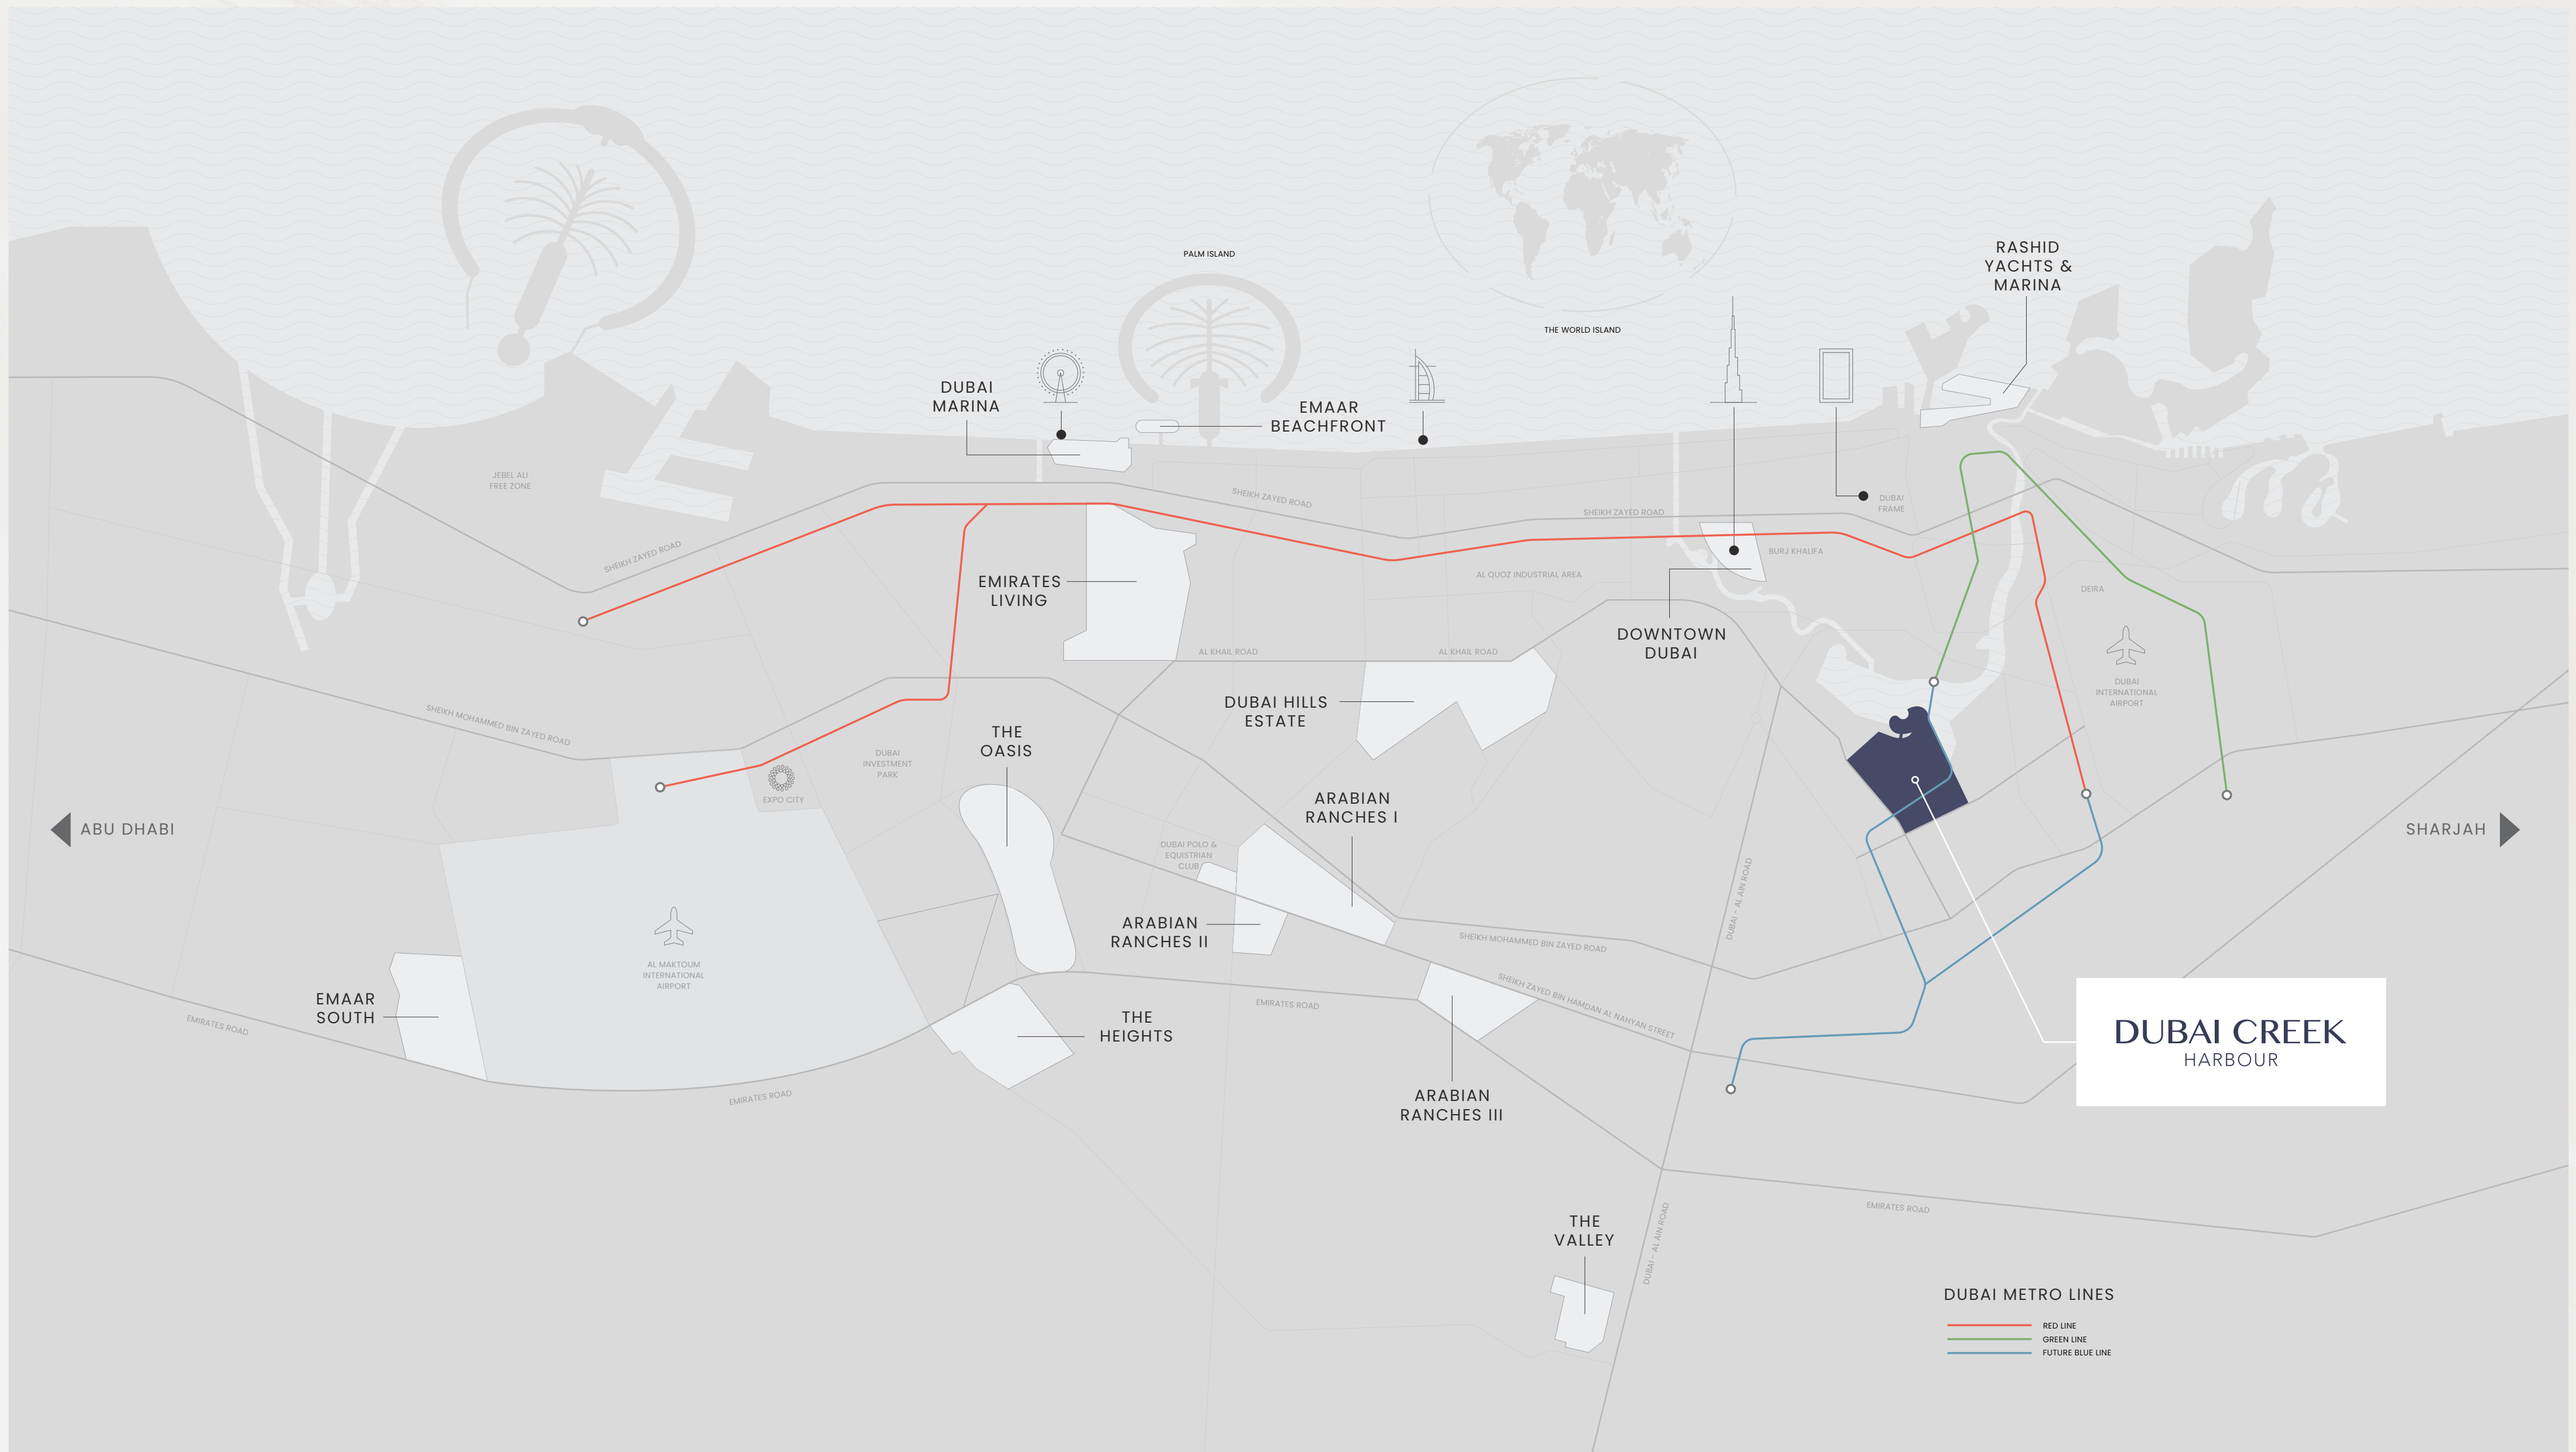 PALM ISLAND
THE WORLD ISLAND
RASHID
YACHTS &
MARINA
DUBAI
MARINA
EMAAR
BEACHFRONT
JEBEL ALI
FREE ZONE
SHEIKH ZAYED ROAD
SHEIKH ZAYED ROAD
SHEIKH ZAYED ROAD
DUBAI
FRAME
BURJ KHALIFA
AL QUOZ INDUSTRIAL AREA
EMIRATES
LIVING
DEIRA
DOWNTOWN
DUBAI
AL KHAIL ROAD
AL KHAIL ROAD
DUBAI
INTERNATIONAL
AIRPORT
DUBAI HILLS
ESTATE
SHEIKH MOHAMMED BIN ZAYED ROAD
THE
OASIS
DUBAI
INVESTMENT
PARK
EXPO CITY
ARABIAN
RANCHES I
ABU DHABI
SHARJAH
DUBAI POLO &
EQUISTRIAN
CLUB
DUBAI - AL AIN ROAD
ARABIAN
RANCHES II
SHEIKH MOHAMMED BIN ZAYED ROAD
AL MAKTOUM
INTERNATIONAL
AIRPORT
SHEIKH ZAYED BIN HAMDAN AL NAHYAN STREET
EMAAR
SOUTH
EMIRATES ROAD
EMIRATES ROAD
THE
HEIGHTS
DUBAI CREEK
HARBOUR
EMIRATES ROAD
ARABIAN
RANCHES III
EMIRATES ROAD
THE
VALLEY
DUBAI - AL AIN ROAD
DUBAI METRO LINES
RED LINE
GREEN LINE
FUTURE BLUE LINE